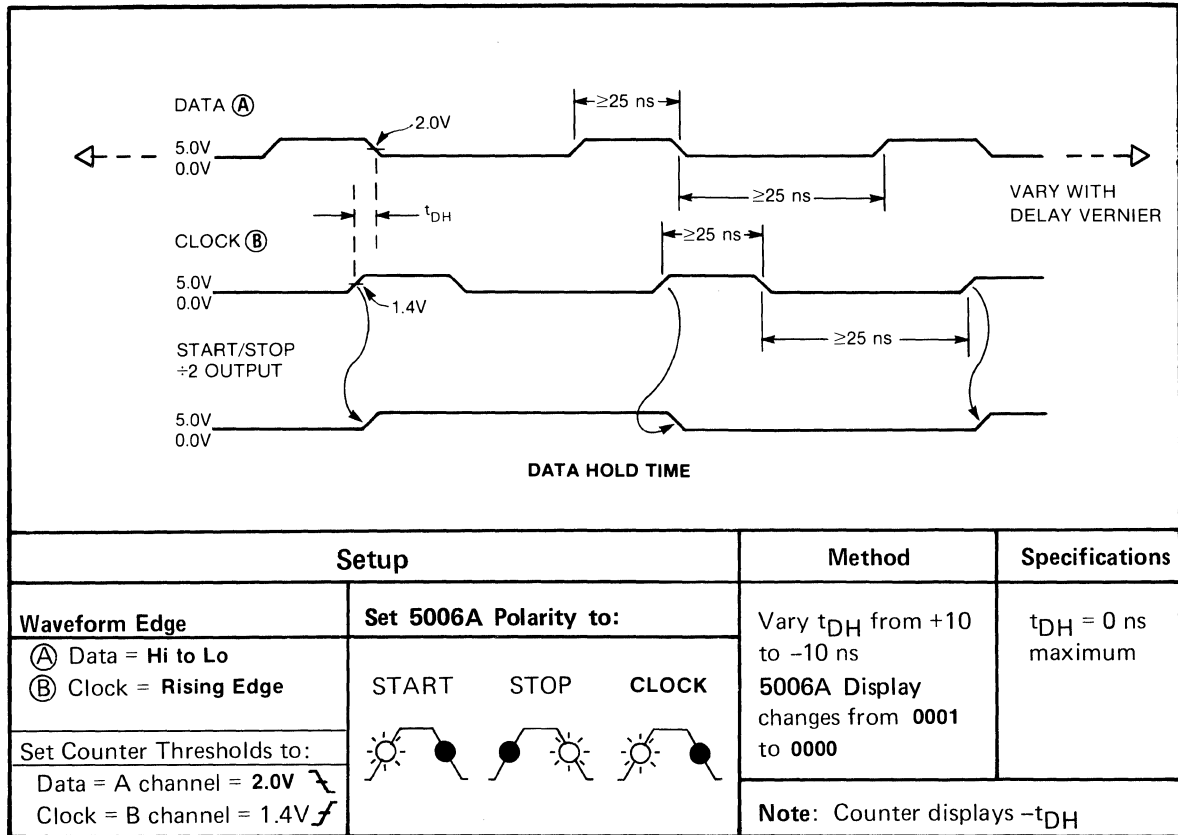 DATA Ⓐ
≥25 ns
2.0V
5.0V
0.0V
≥25 ns
VARY WITH
DELAY VERNIER
tDH
CLOCK Ⓑ
≥25 ns
5.0V
0.0V
1.4V
≥25 ns
START/STOP
÷2 OUTPUT
5.0V
0.0V
DATA HOLD TIME
Setup
Method
Specifications
Waveform Edge
Ⓐ Data = Hi to Lo
Ⓑ Clock = Rising Edge
Set Counter Thresholds to:
Data = A channel = 2.0V
Clock = B channel = 1.4V
Set 5006A Polarity to:
START STOP CLOCK
Vary tDH from +10
to –10 ns
5006A Display
changes from 0001
to 0000
tDH = 0 ns
maximum
Note: Counter displays –tDH